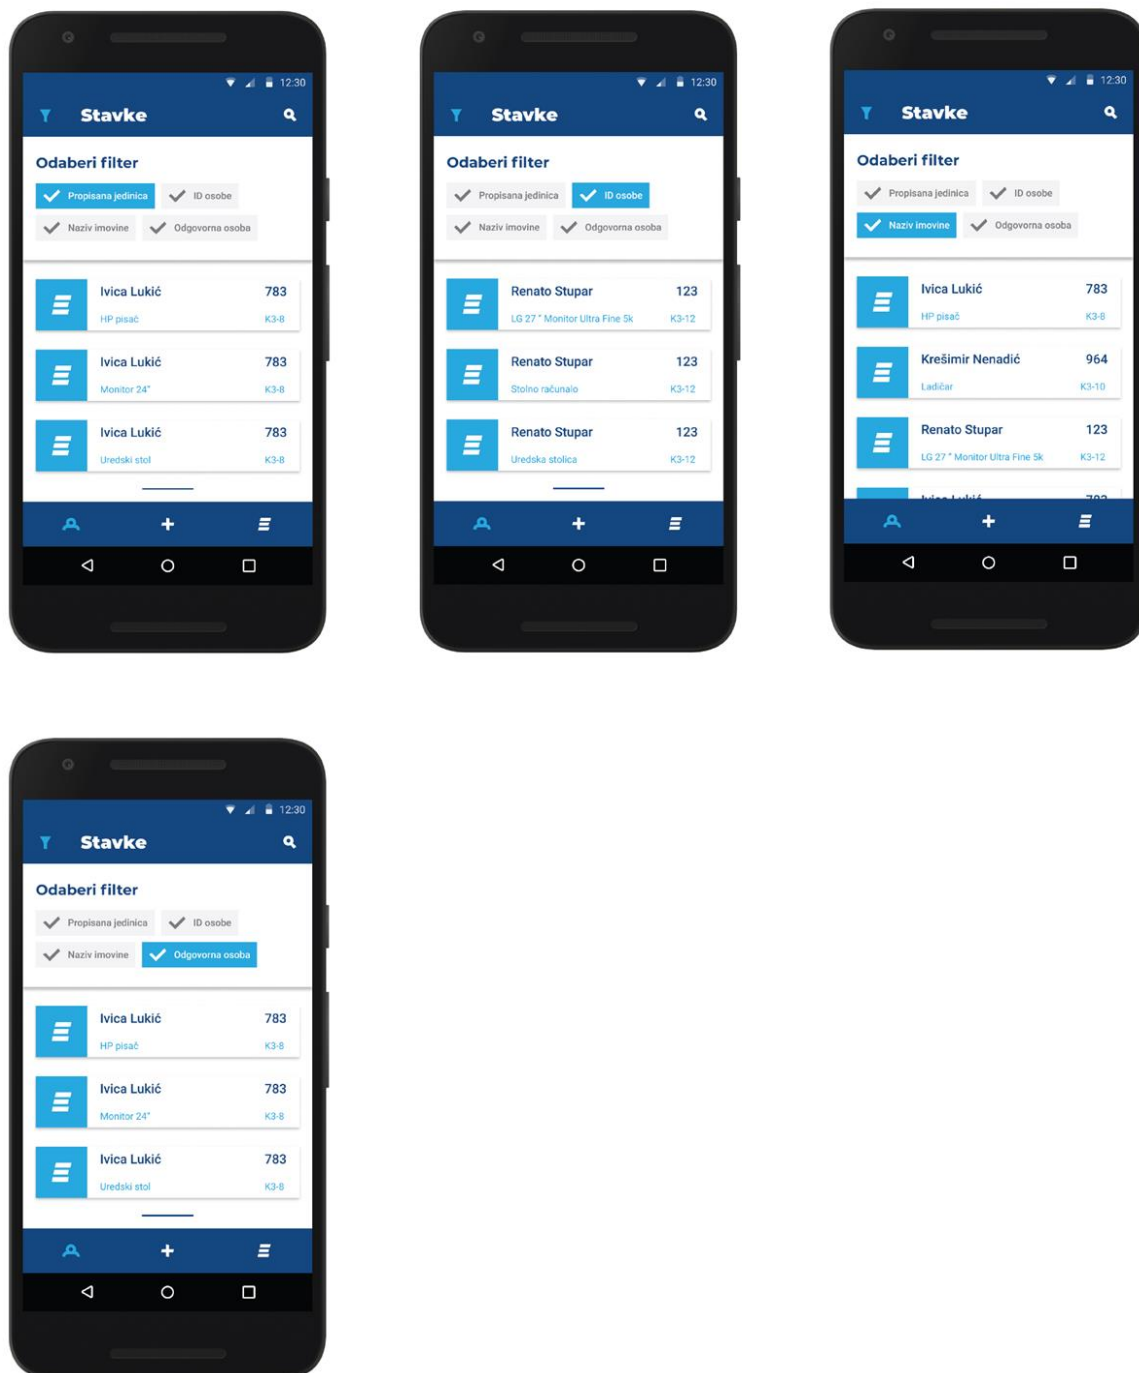 12:30
Stavke
Odaberi filter
Propisana jedinica ID osobe
Naziv imovine Odgovorna osoba
Ivica Lukić 783
HP pisač K3-8
Ivica Lukić 783
Monitor 24" K3-8
Ivica Lukić 783
Uredski stol K3-8
12:30
Stavke
Odaberi filter
Propisana jedinica ID osobe
Naziv imovine Odgovorna osoba
Renato Stupar 123
LG 27 " Monitor Ultra Fine 5k K3-12
Renato Stupar 123
Stolno računalo K3-12
Renato Stupar 123
Uredska stolica K3-12
12:30
Stavke
Odaberi filter
Propisana jedinica ID osobe
Naziv imovine Odgovorna osoba
Ivica Lukić 783
HP pisač K3-8
Krešimir Nenadić 964
Ladičar K3-10
Renato Stupar 123
LG 27 " Monitor Ultra Fine 5k K3-12
12:30
Stavke
Odaberi filter
Propisana jedinica ID osobe
Naziv imovine Odgovorna osoba
Ivica Lukić 783
HP pisač K3-8
Ivica Lukić 783
Monitor 24" K3-8
Ivica Lukić 783
Uredski stol K3-8